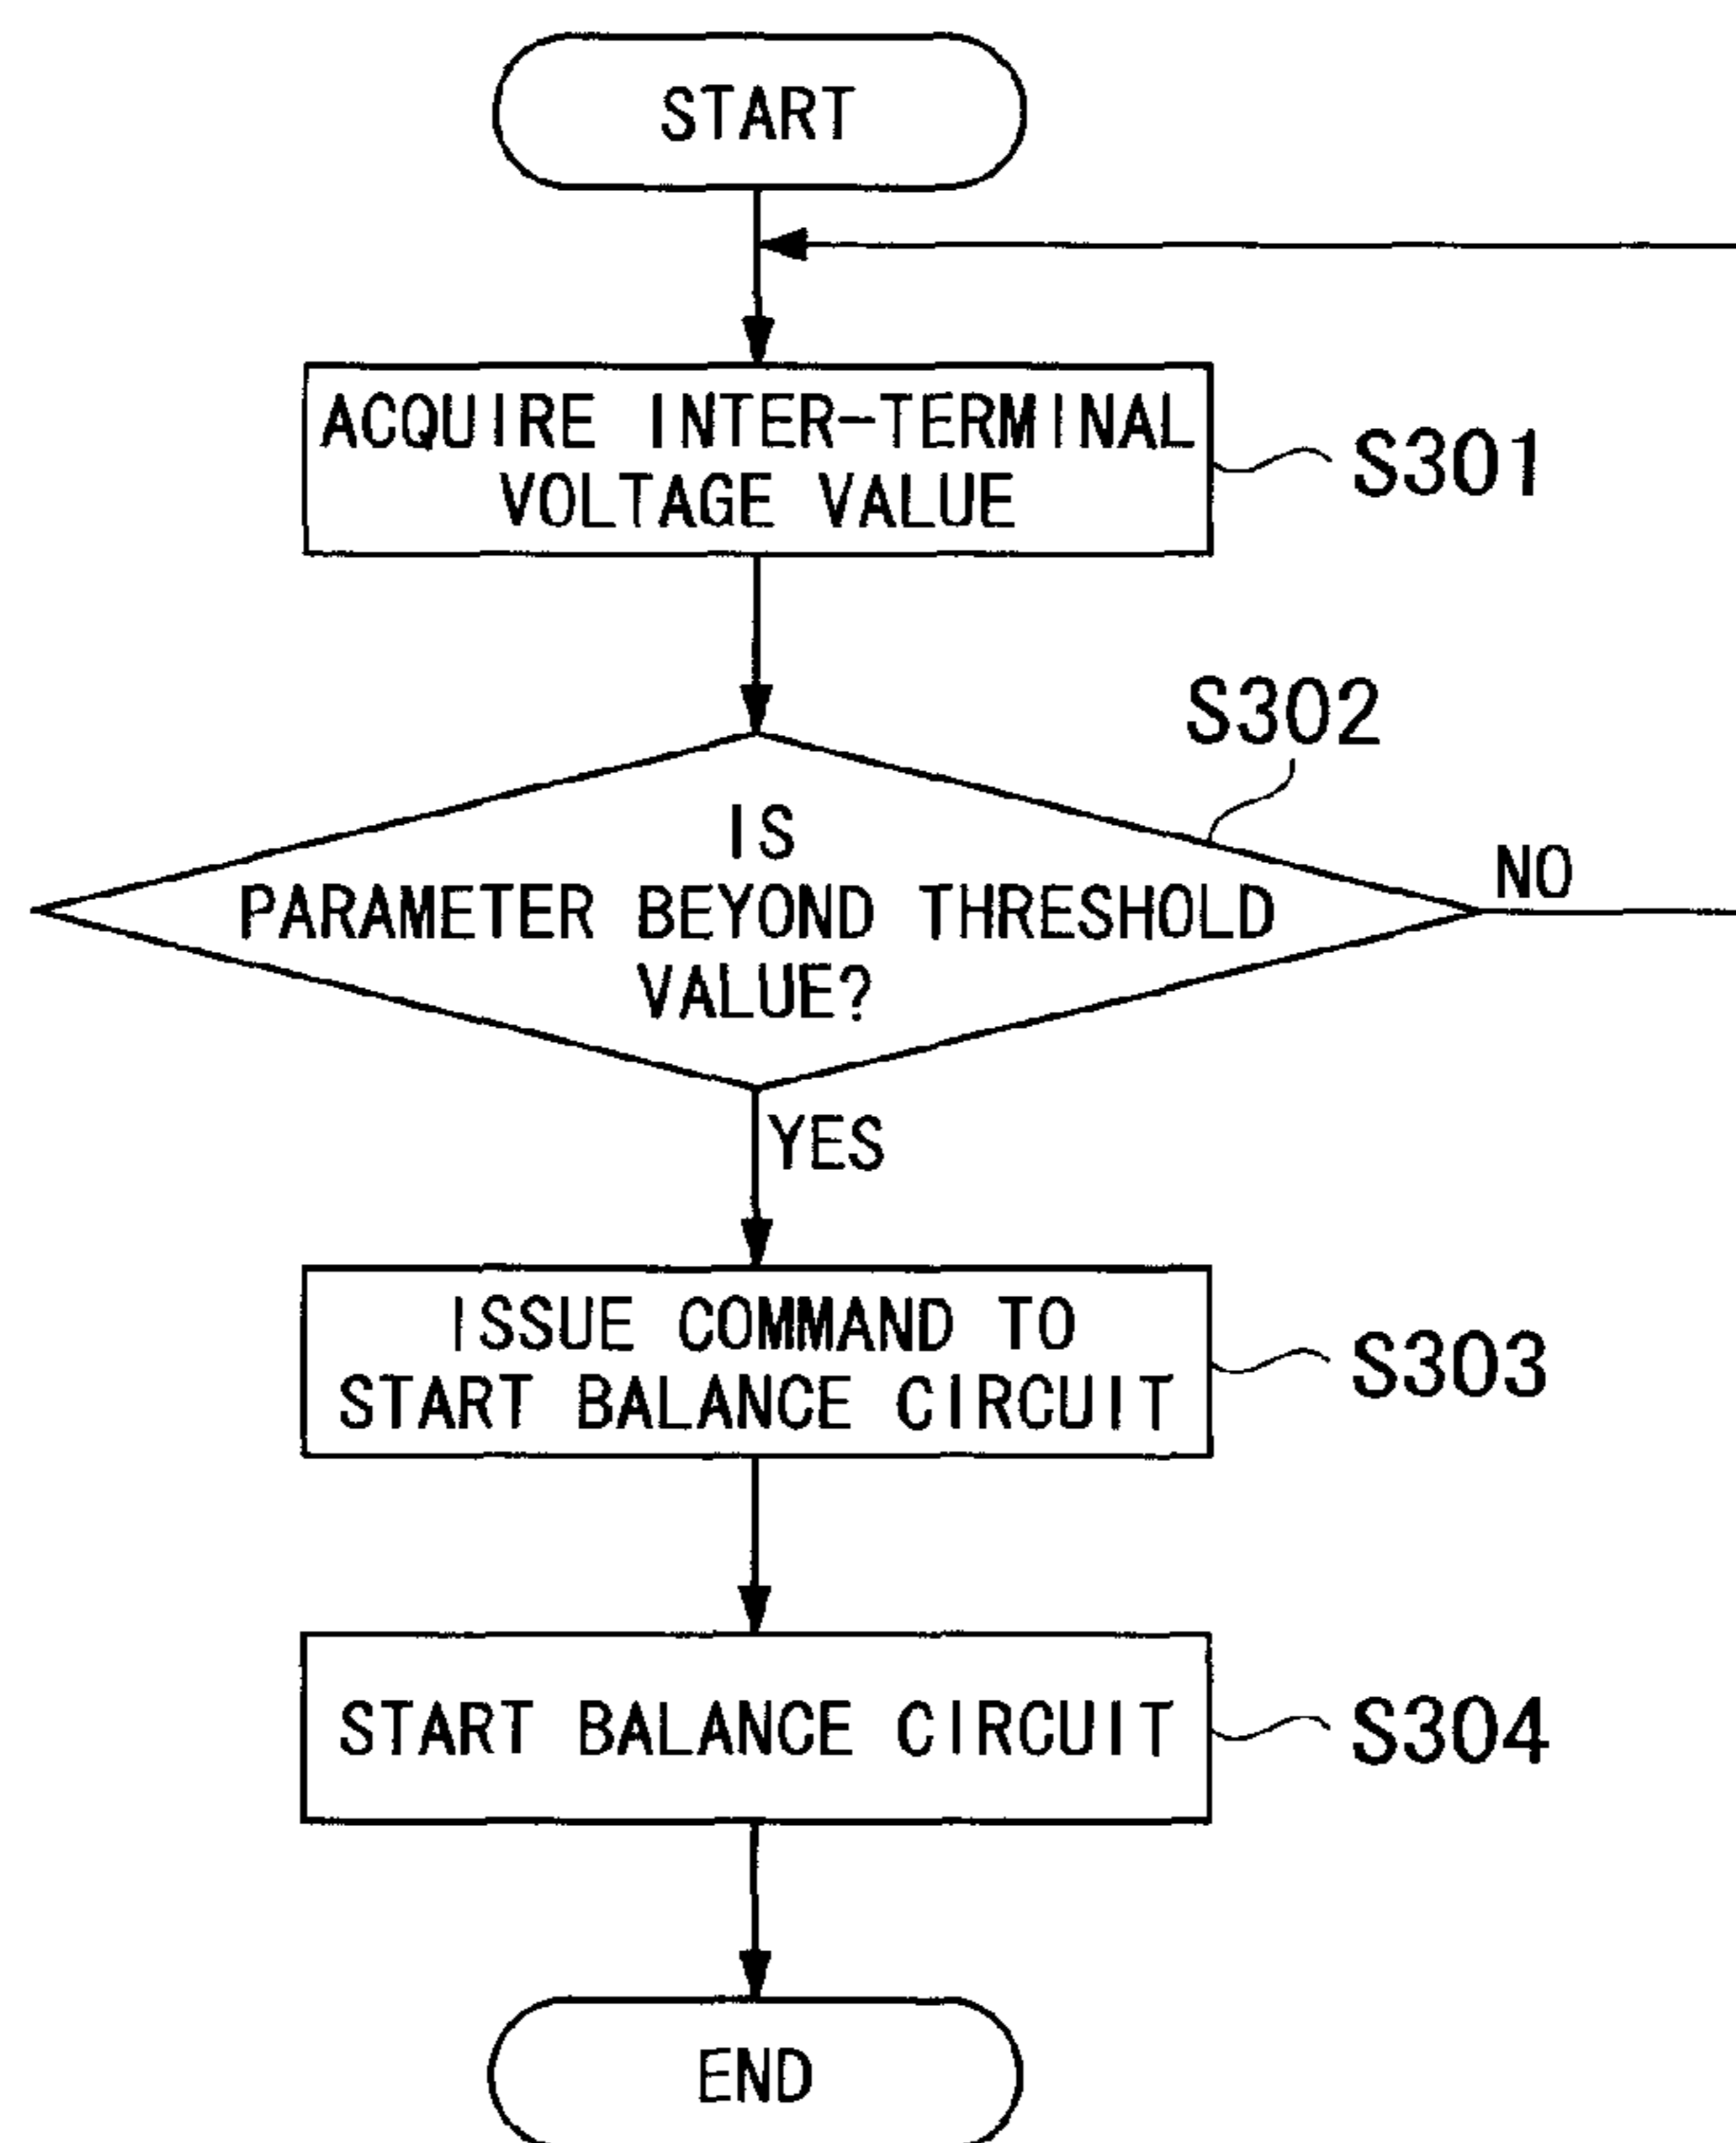 START
ACQUIRE INTER-TERMINAL
VOLTAGE VALUE
S301
S302
IS
PARAMETER BEYOND THRESHOLD
VALUE?
NO
YES
ISSUE COMMAND TO
START BALANCE CIRCUIT
S303
START BALANCE CIRCUIT
S304
END